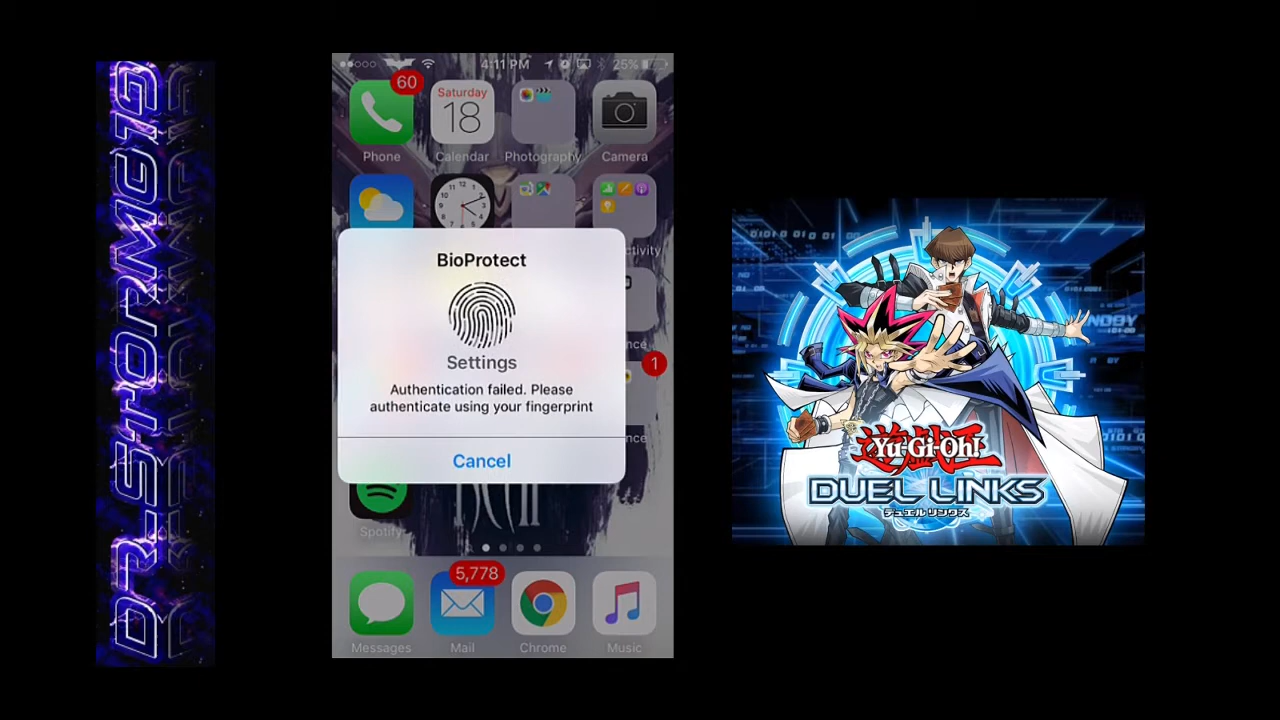 Dr_StorMG19
4:11 PM
25%
60
Saturday
18
Phone
Calendar
Photography
Camera
BioProtect
Settings
Authentication failed. Please
authenticate using your fingerprint
Cancel
1
Spotify
5,778
Messages
Mail
Chrome
Music
Yu-Gi-Oh!
DUEL LINKS
デュエル リンクス